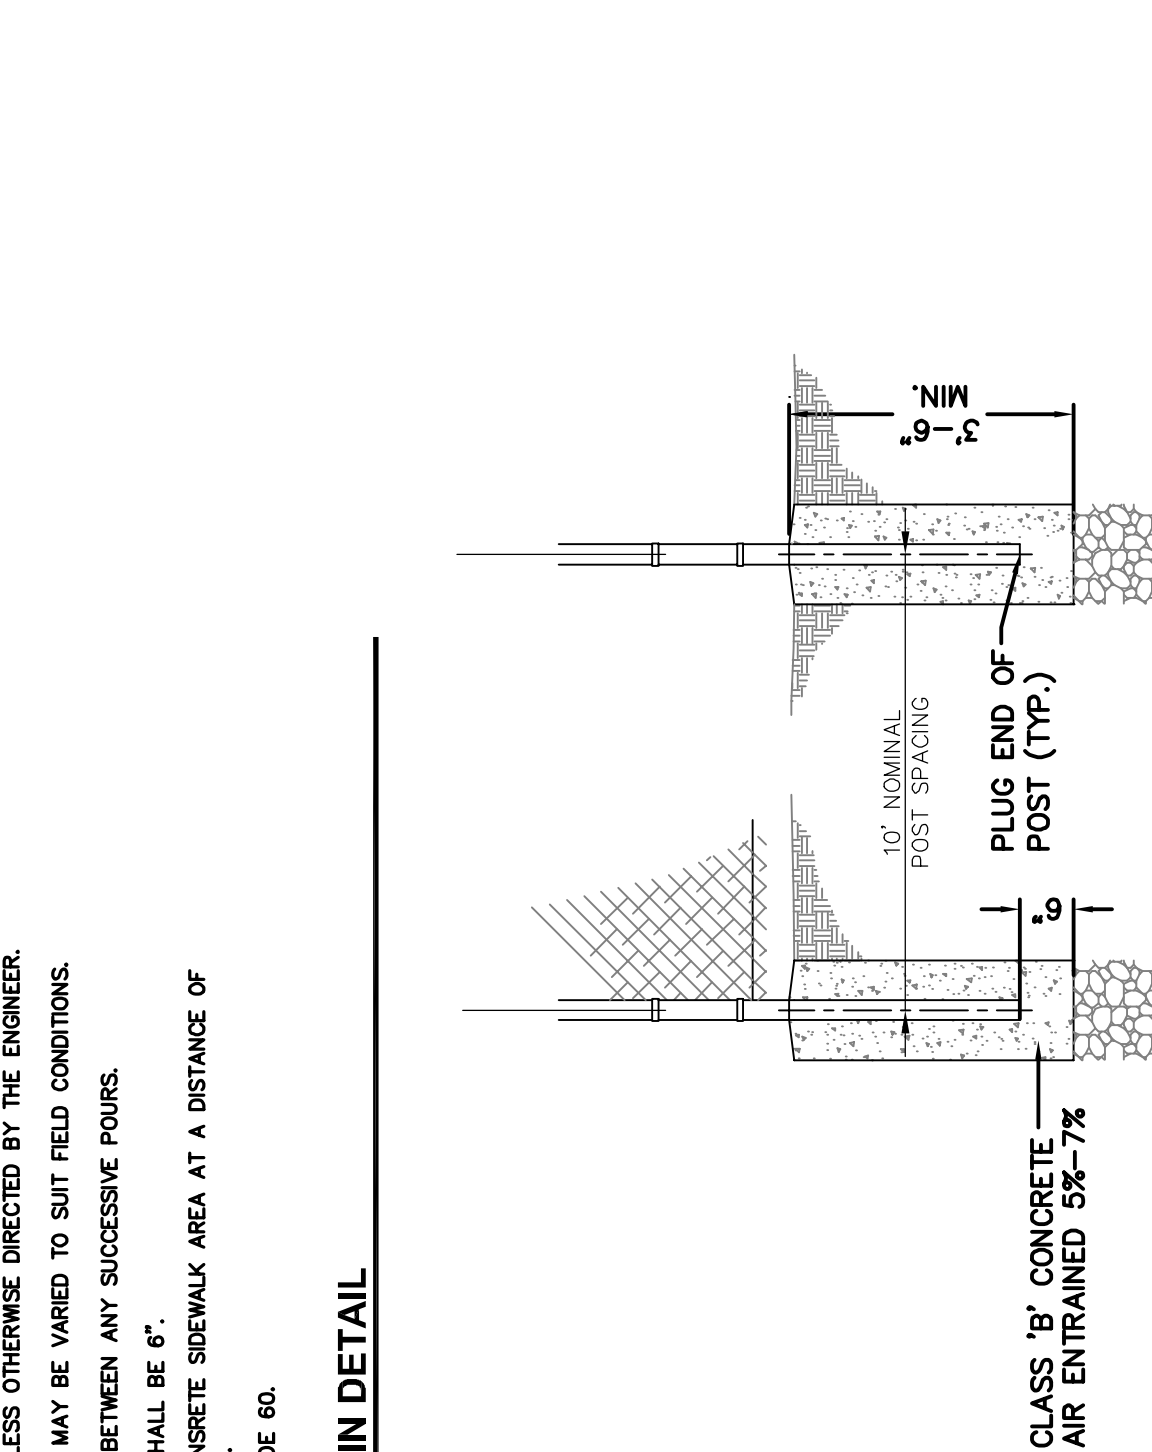 LESS OTHERWISE DIRECTED BY THE ENGINEER.
MAY BE VARIED TO SUIT FIELD CONDITIONS.
BETWEEN ANY SUCCESSIVE POURS.
HALL BE 6".
NSRETE SIDEWALK AREA AT A DISTANCE OF
DE 60.
IN DETAIL
3'-6"
MIN.
10' NOMINAL
POST SPACING
PLUG END OF
POST (TYP.)
6"
CLASS 'B' CONCRETE
AIR ENTRAINED 5%-7%